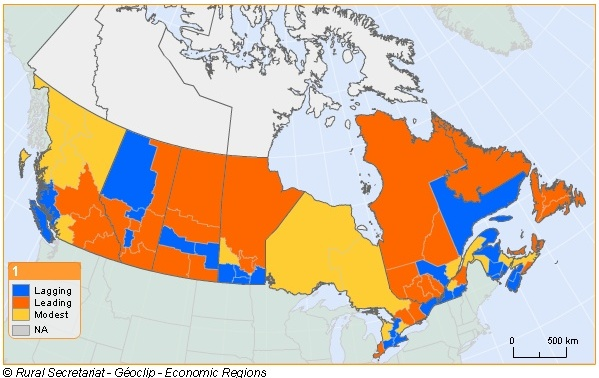 1
Lagging
Leading
Modest
NA
0 500 km
© Rural Secretariat - Géoclip - Economic Regions